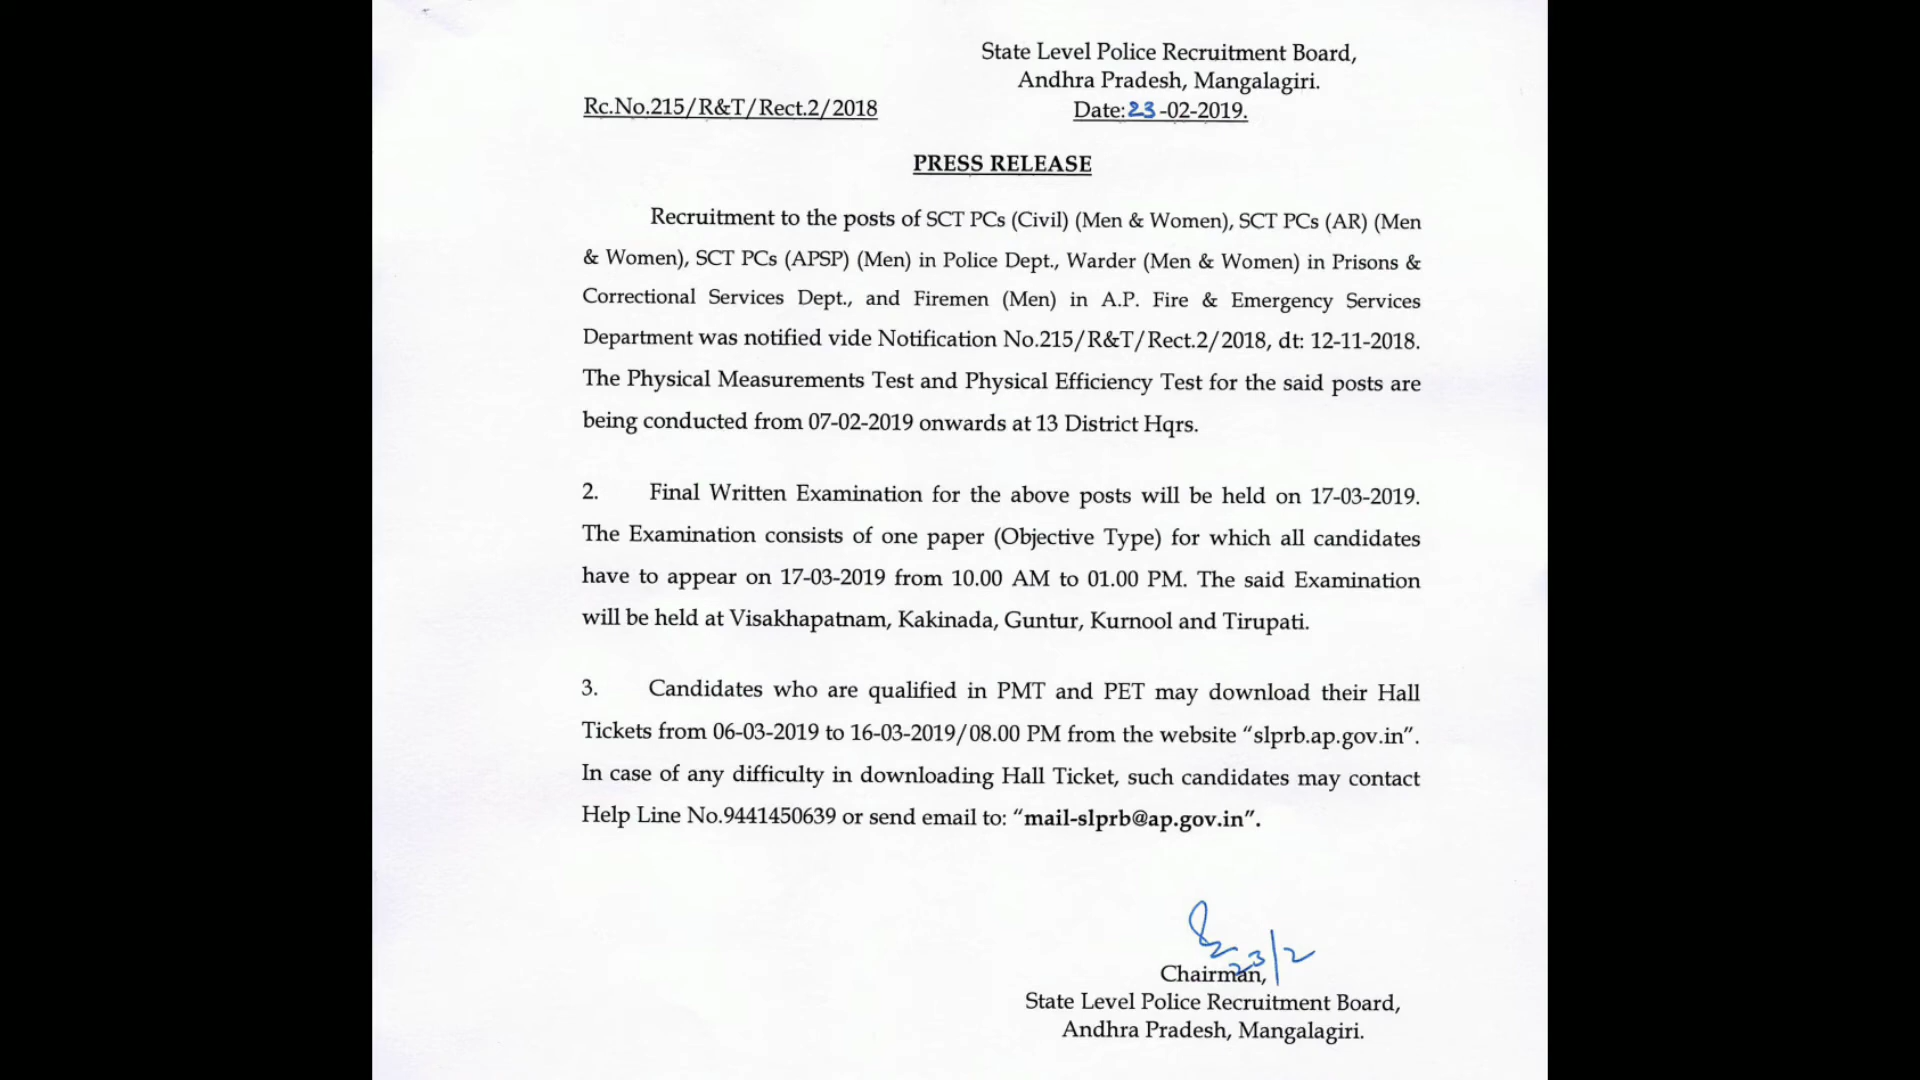 State Level Police Recruitment Board,
Andhra Pradesh, Mangalagiri.
Rc.No.215/R&T/Rect.2/2018
Date:23-02-2019.
PRESS RELEASE
Recruitment to the posts of SCT PCs (Civil) (Men & Women), SCT PCs (AR) (Men
& Women), SCT PCs (APSP) (Men) in Police Dept., Warder (Men & Women) in Prisons &
Correctional Services Dept., and Firemen (Men) in A.P. Fire & Emergency Services
Department was notified vide Notification No.215/R&T/Rect.2/2018, dt: 12-11-2018.
The Physical Measurements Test and Physical Efficiency Test for the said posts are
being conducted from 07-02-2019 onwards at 13 District Hqrs.
2. Final Written Examination for the above posts will be held on 17-03-2019.
The Examination consists of one paper (Objective Type) for which all candidates
have to appear on 17-03-2019 from 10.00 AM to 01.00 PM. The said Examination
will be held at Visakhapatnam, Kakinada, Guntur, Kurnool and Tirupati.
3. Candidates who are qualified in PMT and PET may download their Hall
Tickets from 06-03-2019 to 16-03-2019/08.00 PM from the website “slprb.ap.gov.in”.
In case of any difficulty in downloading Hall Ticket, such candidates may contact
Help Line No.9441450639 or send email to: “mail-slprb@ap.gov.in”.
23/2
Chairman,
State Level Police Recruitment Board,
Andhra Pradesh, Mangalagiri.